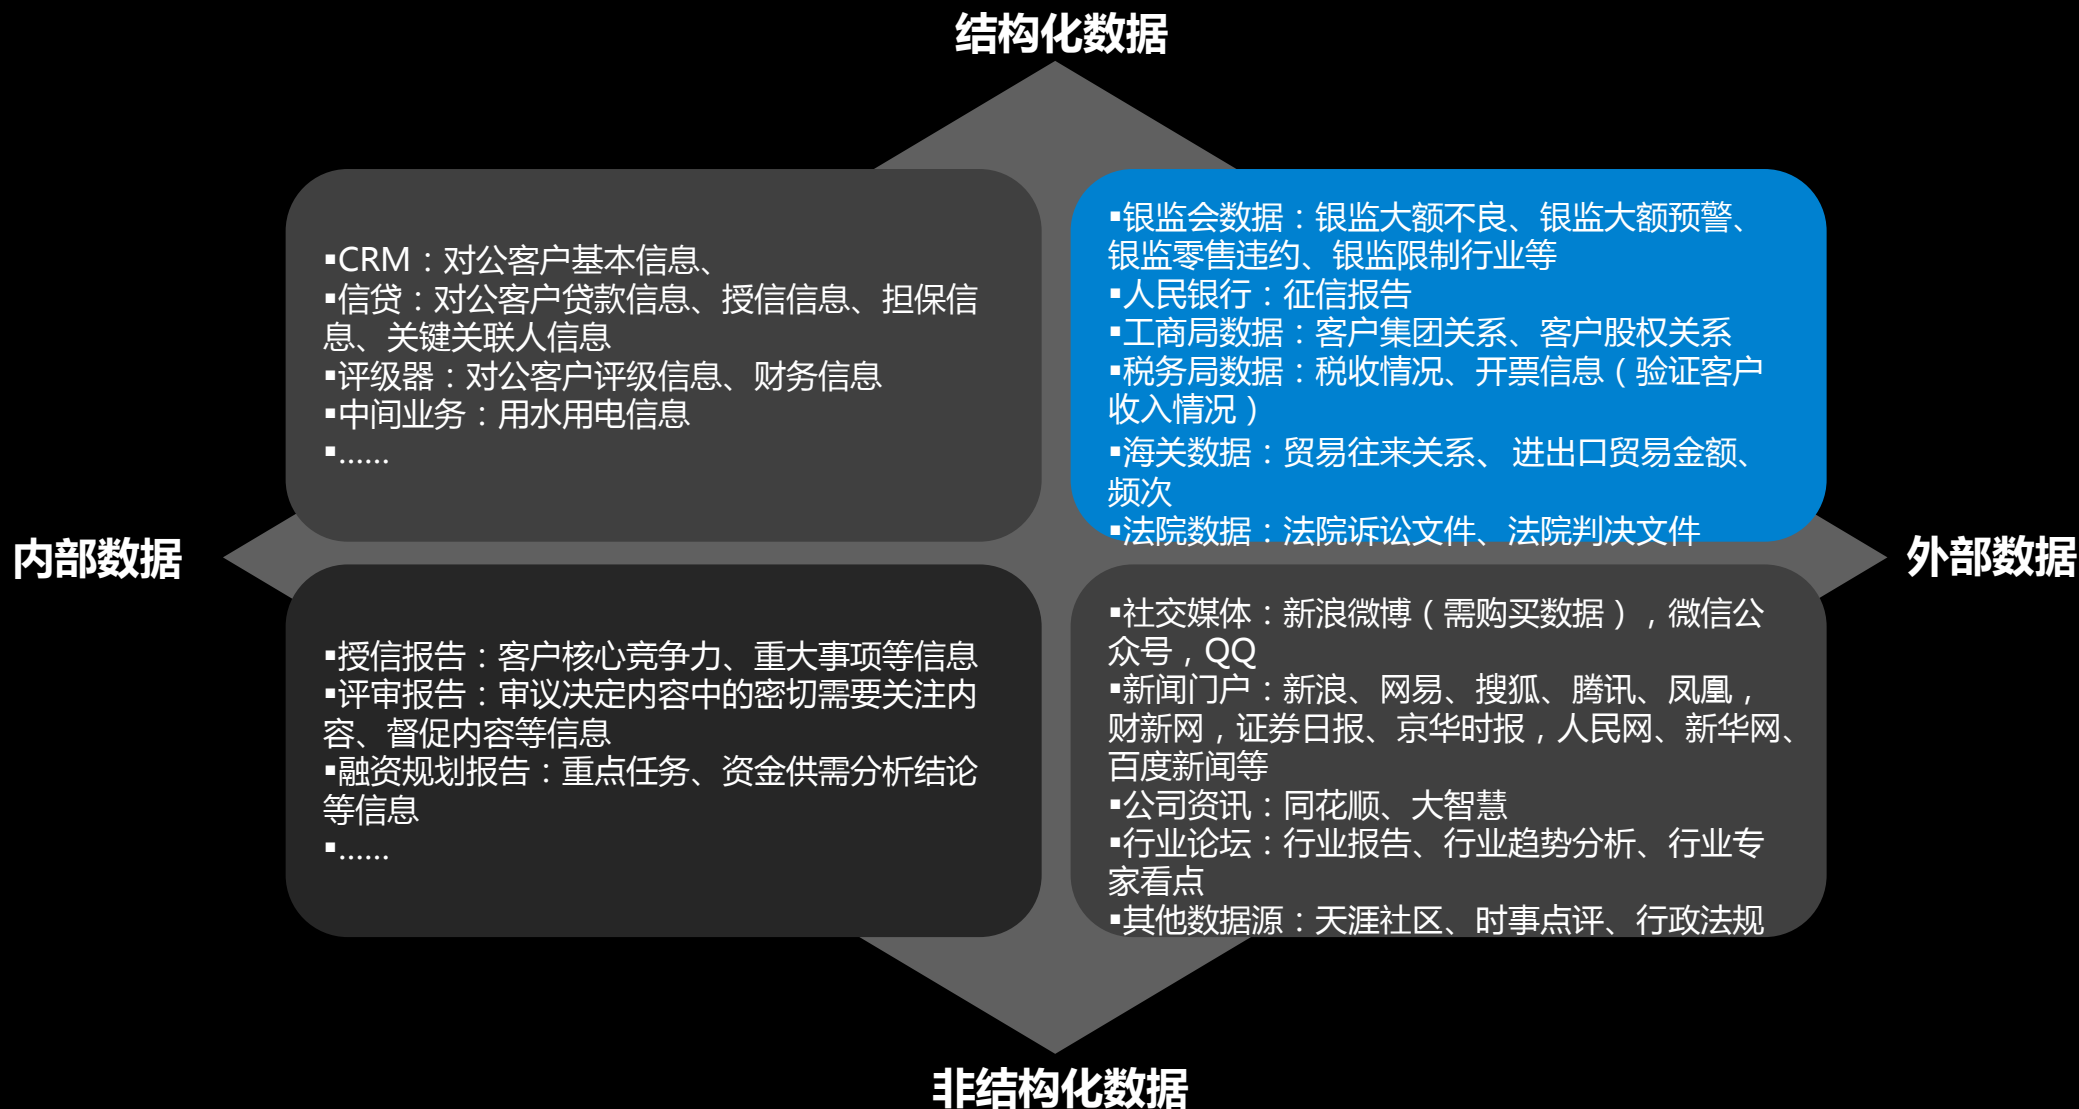 结构化数据
▪CRM：对公客户基本信息、
▪信贷：对公客户贷款信息、授信信息、担保信
息、关键关联人信息
▪评级器：对公客户评级信息、财务信息
▪中间业务：用水用电信息
▪……
▪银监会数据：银监大额不良、银监大额预警、
银监零售违约、银监限制行业等
▪人民银行：征信报告
▪工商局数据：客户集团关系、客户股权关系
▪税务局数据：税收情况、开票信息（验证客户
收入情况）
▪海关数据：贸易往来关系、 进出口贸易金额、
频次
▪法院数据：法院诉讼文件、法院判决文件
内部数据
外部数据
▪授信报告：客户核心竞争力、重大事项等信息
▪评审报告：审议决定内容中的密切需要关注内
容、督促内容等信息
▪融资规划报告：重点任务、资金供需分析结论
等信息
▪……
▪社交媒体：新浪微博（需购买数据），微信公
众号，QQ
▪新闻门户：新浪、网易、搜狐、腾讯、凤凰，
财新网，证券日报、京华时报，人民网、新华网、
百度新闻等
▪公司资讯：同花顺、大智慧
▪行业论坛：行业报告、行业趋势分析、行业专
家看点
▪其他数据源：天涯社区、时事点评、行政法规
非结构化数据